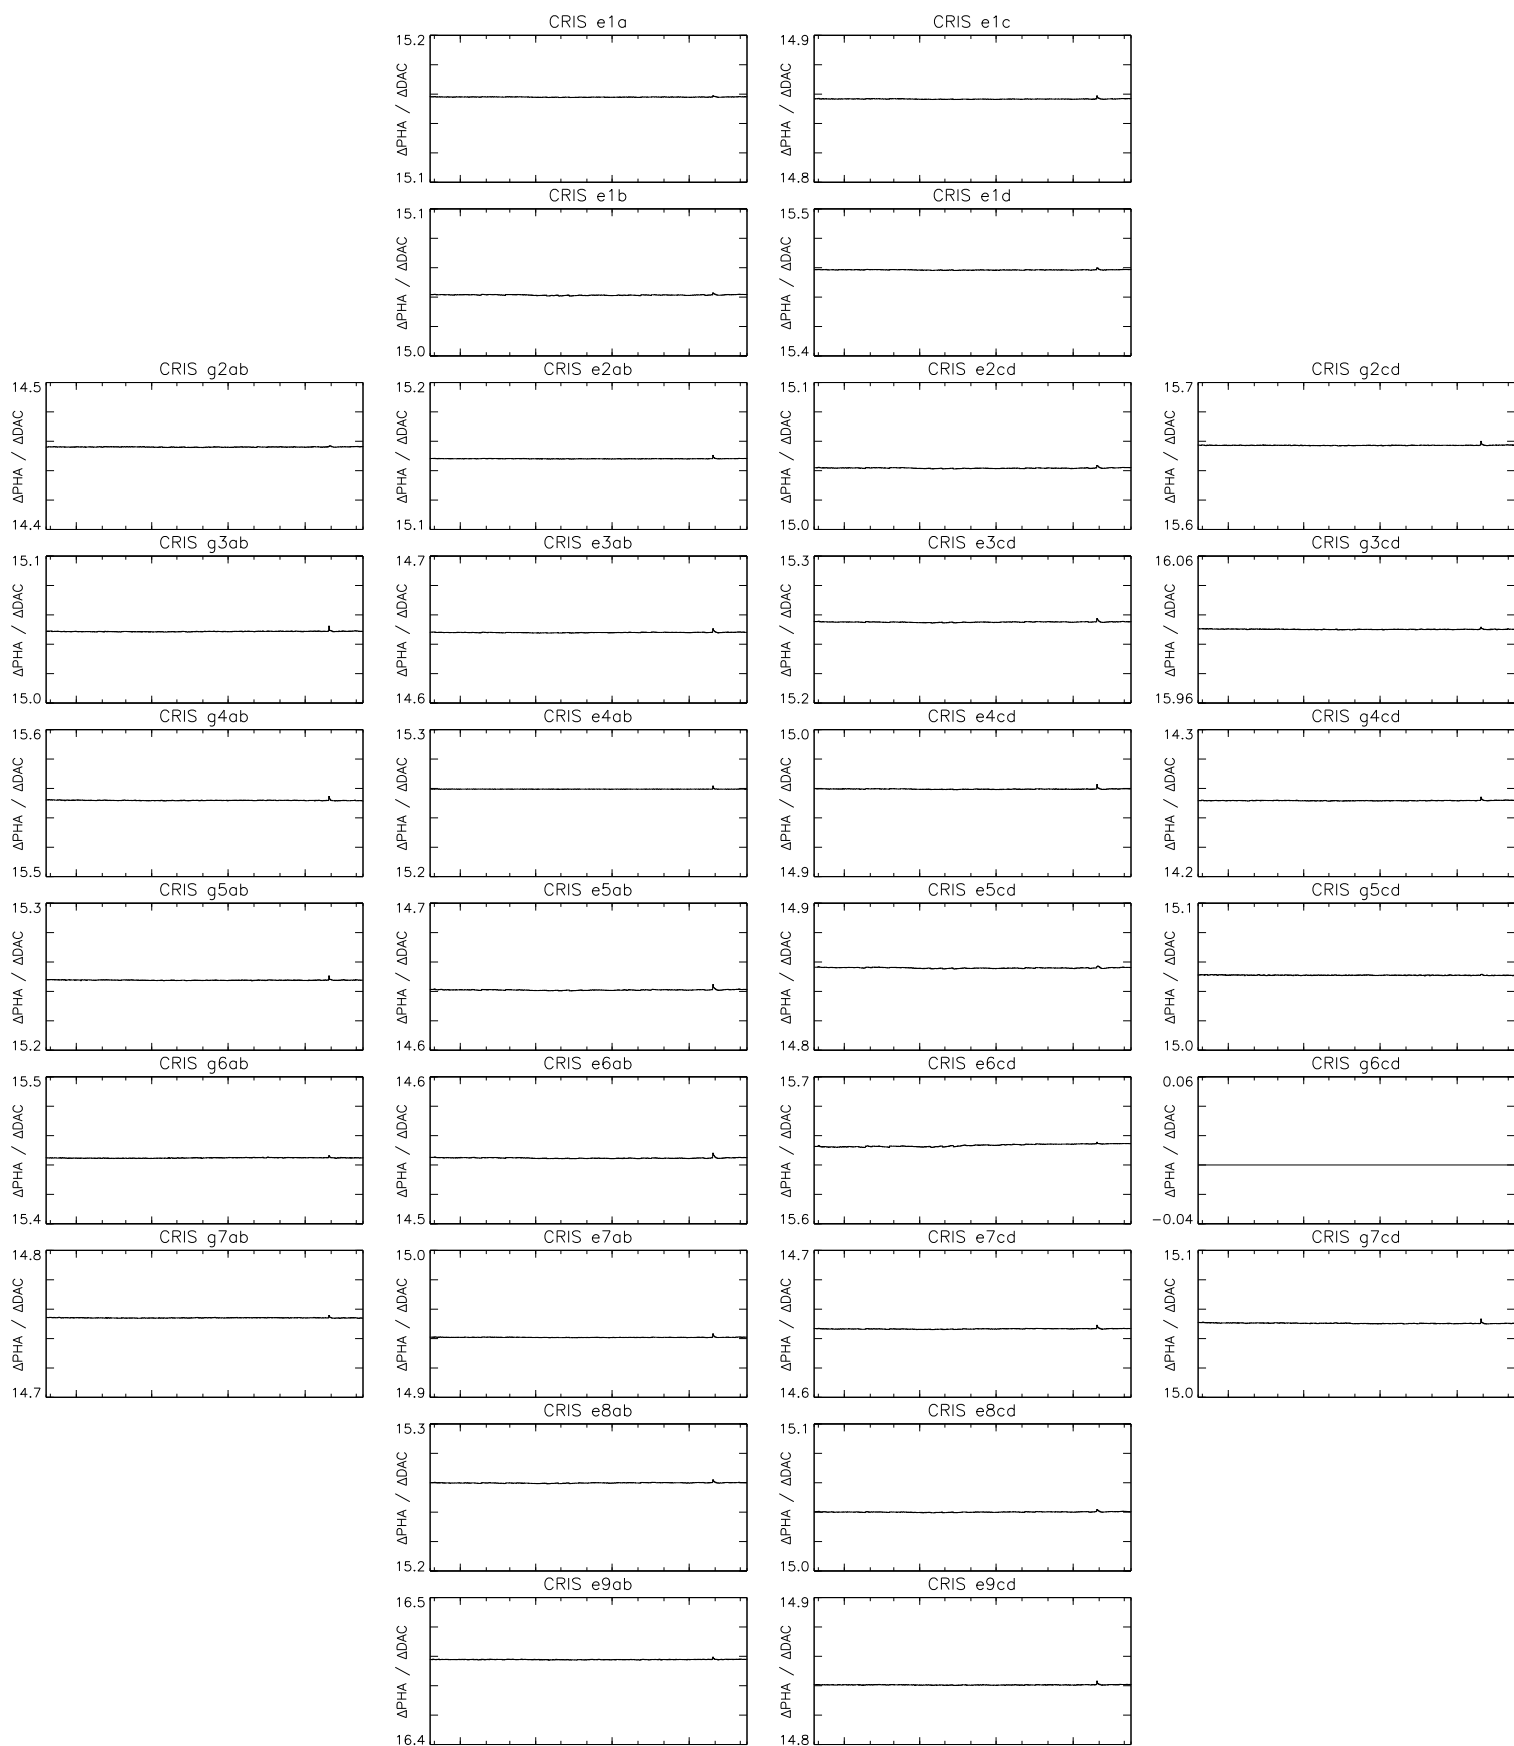 CRIS e1a
CRIS e1c
15.2
ΔPHA / ΔDAC
15.1
14.9
ΔPHA / ΔDAC
14.8
CRIS e1b
CRIS e1d
15.1
ΔPHA / ΔDAC
15.0
15.5
ΔPHA / ΔDAC
15.4
CRIS g2ab
CRIS e2ab
CRIS e2cd
CRIS g2cd
14.5
ΔPHA / ΔDAC
14.4
15.2
ΔPHA / ΔDAC
15.1
15.1
ΔPHA / ΔDAC
15.0
15.7
ΔPHA / ΔDAC
15.6
CRIS g3ab
CRIS e3ab
CRIS e3cd
CRIS g3cd
15.1
ΔPHA / ΔDAC
15.0
14.7
ΔPHA / ΔDAC
14.6
15.3
ΔPHA / ΔDAC
15.2
16.06
ΔPHA / ΔDAC
15.96
CRIS g4ab
CRIS e4ab
CRIS e4cd
CRIS g4cd
15.6
ΔPHA / ΔDAC
15.5
15.3
ΔPHA / ΔDAC
15.2
15.0
ΔPHA / ΔDAC
14.9
14.3
ΔPHA / ΔDAC
14.2
CRIS g5ab
CRIS e5ab
CRIS e5cd
CRIS g5cd
15.3
ΔPHA / ΔDAC
15.2
14.7
ΔPHA / ΔDAC
14.6
14.9
ΔPHA / ΔDAC
14.8
15.1
ΔPHA / ΔDAC
15.0
CRIS g6ab
CRIS e6ab
CRIS e6cd
CRIS g6cd
15.5
ΔPHA / ΔDAC
15.4
14.6
ΔPHA / ΔDAC
14.5
15.7
ΔPHA / ΔDAC
15.6
0.06
ΔPHA / ΔDAC
−0.04
CRIS g7ab
CRIS e7ab
CRIS e7cd
CRIS g7cd
14.8
ΔPHA / ΔDAC
14.7
15.0
ΔPHA / ΔDAC
14.9
14.7
ΔPHA / ΔDAC
14.6
15.1
ΔPHA / ΔDAC
15.0
CRIS e8ab
CRIS e8cd
15.3
ΔPHA / ΔDAC
15.2
15.1
ΔPHA / ΔDAC
15.0
CRIS e9ab
CRIS e9cd
16.5
ΔPHA / ΔDAC
16.4
14.9
ΔPHA / ΔDAC
14.8